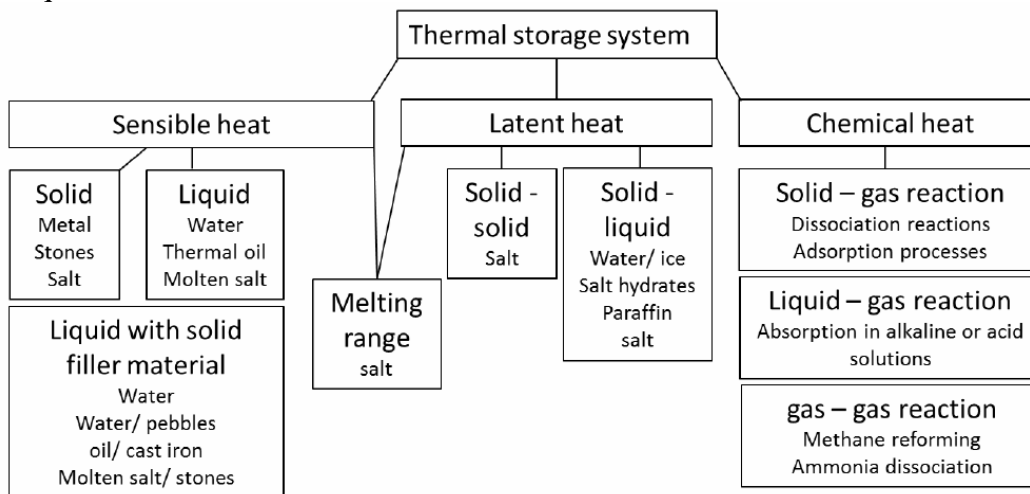 Thermal storage system
Sensible heat
Latent heat
Chemical heat
Solid
Metal
Stones
Salt
Liquid
Water
Thermal oil
Molten salt
Liquid with solid
filler material
Water
Water/ pebbles
oil/ cast iron
Molten salt/ stones
Melting
range
salt
Solid -
solid
Salt
Solid -
liquid
Water/ ice
Salt hydrates
Paraffin
salt
Solid – gas reaction
Dissociation reactions
Adsorption processes
Liquid – gas reaction
Absorption in alkaline or acid
solutions
gas – gas reaction
Methane reforming
Ammonia dissociation